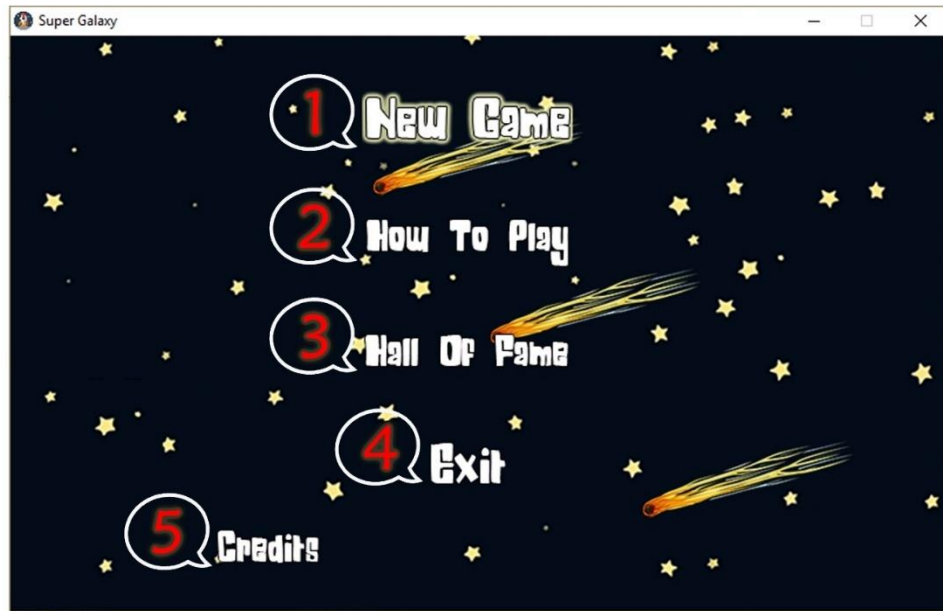 Super Galaxy
1 New Game
2 How To Play
3 Hall Of Fame
4 Exit
5 Credits